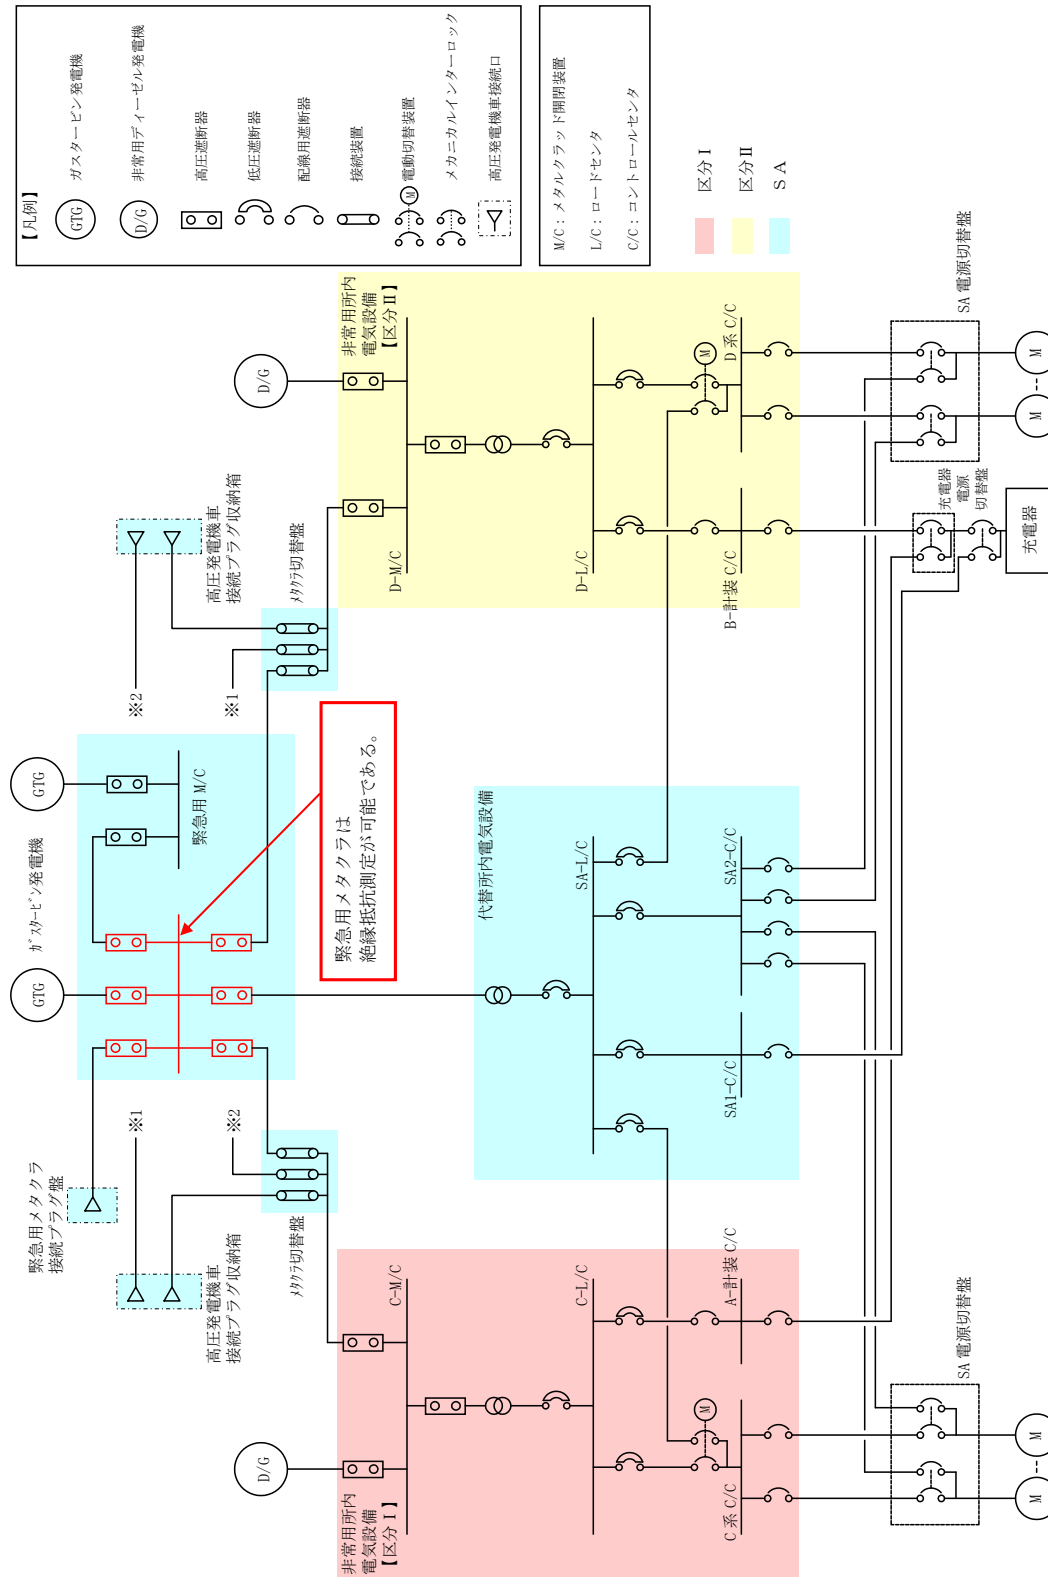 【凡例】
GTG
ガスタービン発電機
D/G
非常用ディーゼル発電機
高圧遮断器
低圧遮断器
配線用遮断器
接続装置
M
電動切替装置
メカニカルインターロック
高圧発電機車接続口
M/C：メタルクラッド開閉装置
L/C：ロードセンタ
C/C：コントロールセンタ
区分Ⅰ
区分Ⅱ
ＳＡ
緊急用メタクラ
接続プラグ盤
GTG
ガスタービン発電機
GTG
緊急用 M/C
※1
※2
※2
※1
高圧発電機車
接続プラグ収納箱
高圧発電機車
接続プラグ収納箱
メタクラ切替盤
メタクラ切替盤
緊急用メタクラは
絶縁抵抗測定が可能である。
D/G
D/G
非常用所内
電気設備
【区分Ⅰ】
C-M/C
C-L/C
M
C系 C/C
A-計装 C/C
代替所内電気設備
SA-L/C
SA1-C/C
SA2-C/C
非常用所内
電気設備
【区分Ⅱ】
D-M/C
D-L/C
M
B-計装 C/C
D系 C/C
SA 電源切替盤
M
M
充電器
電源
切替盤
充電器
SA 電源切替盤
M
M